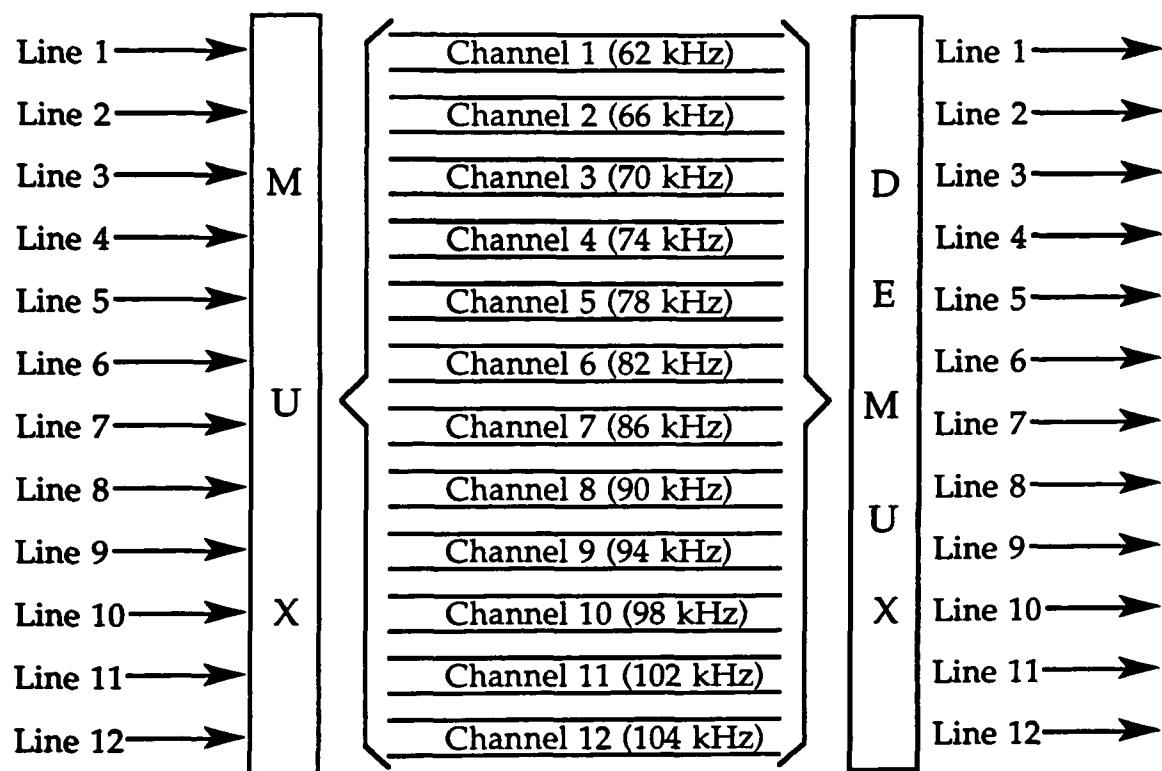 Line 1 Channel 1 (62 kHz) Line 1
Line 2 Channel 2 (66 kHz) Line 2
Line 3 M Channel 3 (70 kHz) D Line 3
Line 4 Channel 4 (74 kHz) Line 4
Line 5 Channel 5 (78 kHz) E Line 5
Line 6 Channel 6 (82 kHz) Line 6
Line 7 U Channel 7 (86 kHz) M Line 7
Line 8 Channel 8 (90 kHz) U Line 8
Line 9 Channel 9 (94 kHz) Line 9
Line 10 X Channel 10 (98 kHz) X Line 10
Line 11 Channel 11 (102 kHz) Line 11
Line 12 Channel 12 (104 kHz) Line 12